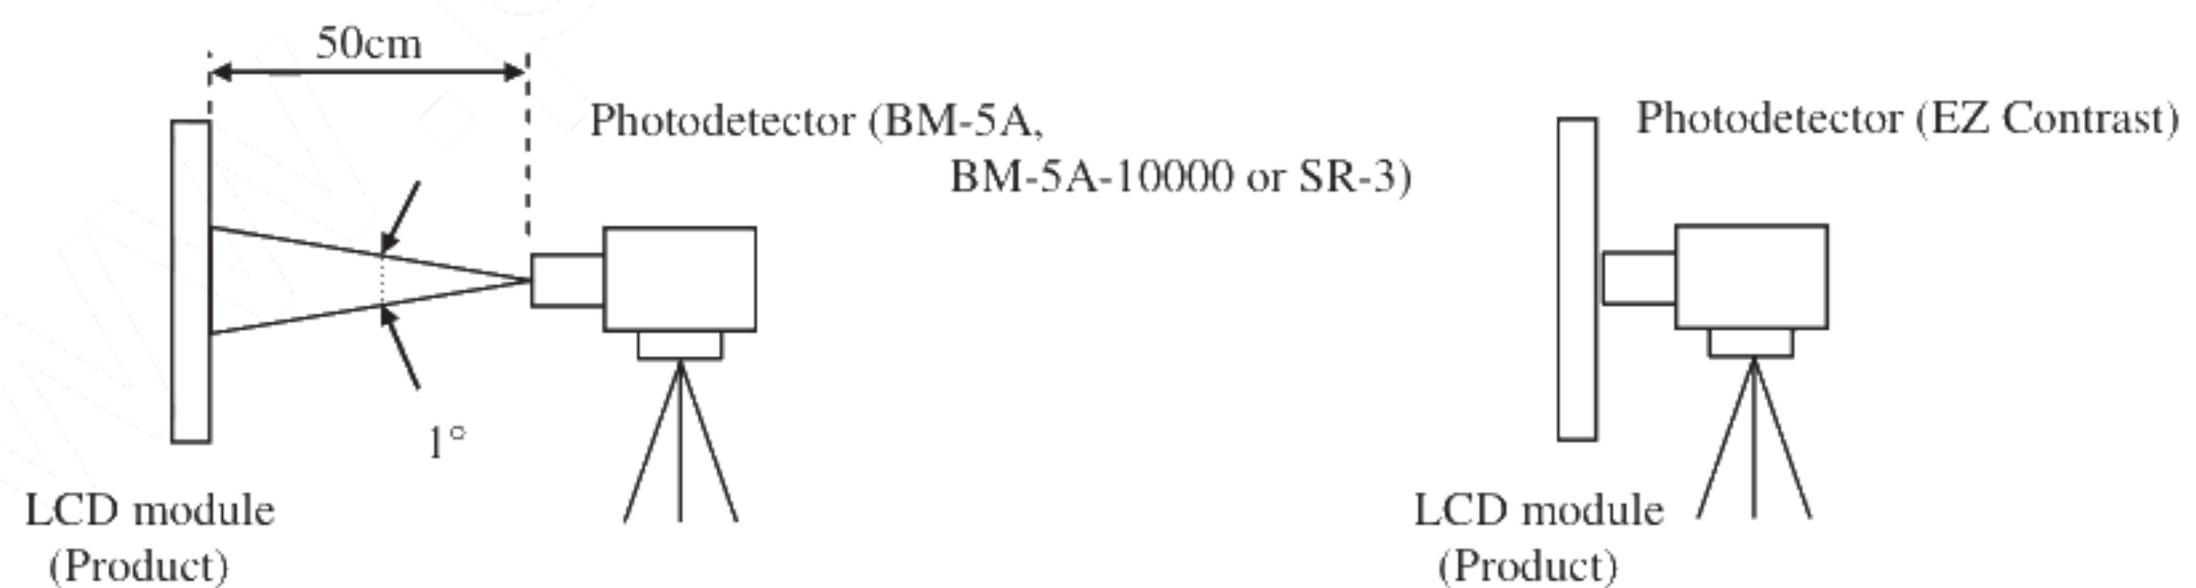 50cm
Photodetector (BM-5A,
BM-5A-10000 or SR-3)
1°
LCD module
(Product)
Photodetector (EZ Contrast)
LCD module
(Product)